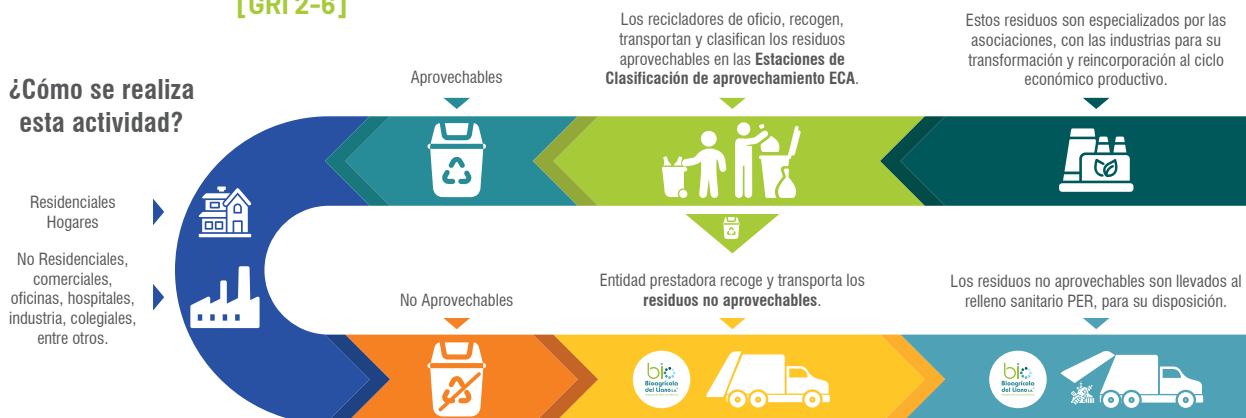 [GRI 2-6]
¿Cómo se realiza
esta actividad?
Residenciales
Hogares
No Residenciales,
comerciales,
oficinas, hospitales,
industria, colegiales,
entre otros.
Aprovechables
Los recicladores de oficio, recogen,
transportan y clasifican los residuos
aprovechables en las Estaciones de
Clasificación de aprovechamiento ECA.
Estos residuos son especializados por las
asociaciones, con las industrias para su
transformación y reincorporación al ciclo
económico productivo.
No Aprovechables
Entidad prestadora recoge y transporta los
residuos no aprovechables.
Los residuos no aprovechables son llevados al
relleno sanitario PER, para su disposición.
bio
Bioagrícola
del Llano
bio
Bioagrícola
del Llano